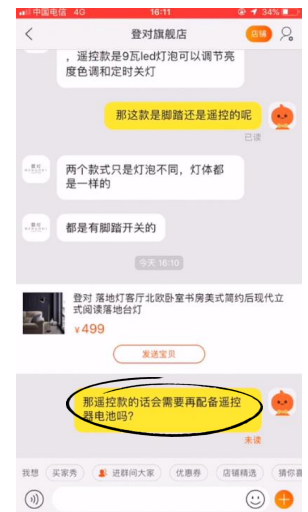 中国电信 4G 16:11 34%
登对旗舰店 店铺
，遥控款是9瓦led灯泡可以调节亮
度色调和定时关灯
那这款是脚踏还是遥控的呢
已读
两个款式只是灯泡不同，灯体都
是一样的
都是有脚踏开关的
今天 16:10
登对 落地灯客厅北欧卧室书房美式简约后现代立
式阅读落地台灯
¥499
发送宝贝
那遥控款的话会需要再配备遥控
器电池吗？
未读
我想 买家秀 进群问大家 优惠券 店铺精选 猜你喜